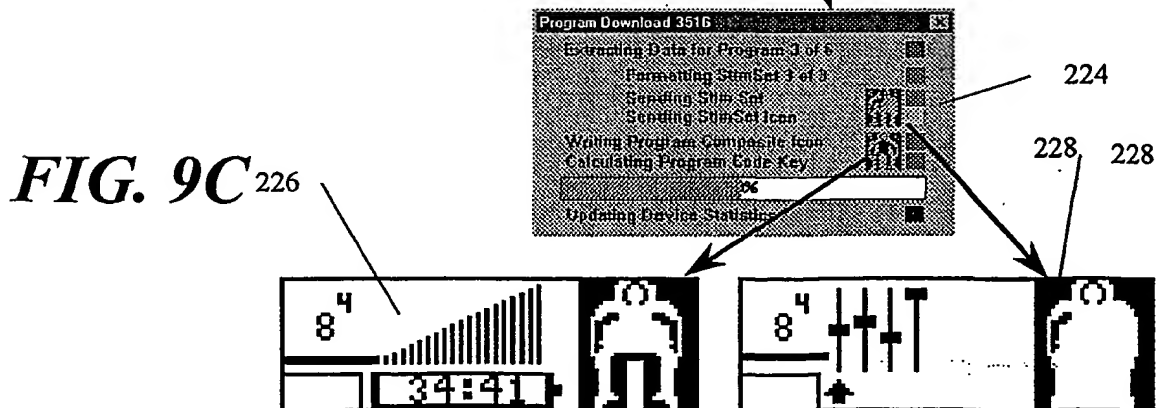 Program Download 3516
Extracting Data for Program 3 of 6
Formatting StimSet 3 of 3
Sending Stim Set
Sending StimSet Icon
Writing Program Composite Icon
Calculating Program Code Key
%
Updating Device Statistics
224
228 228
FIG. 9C 226
8 4
34:41
8 4